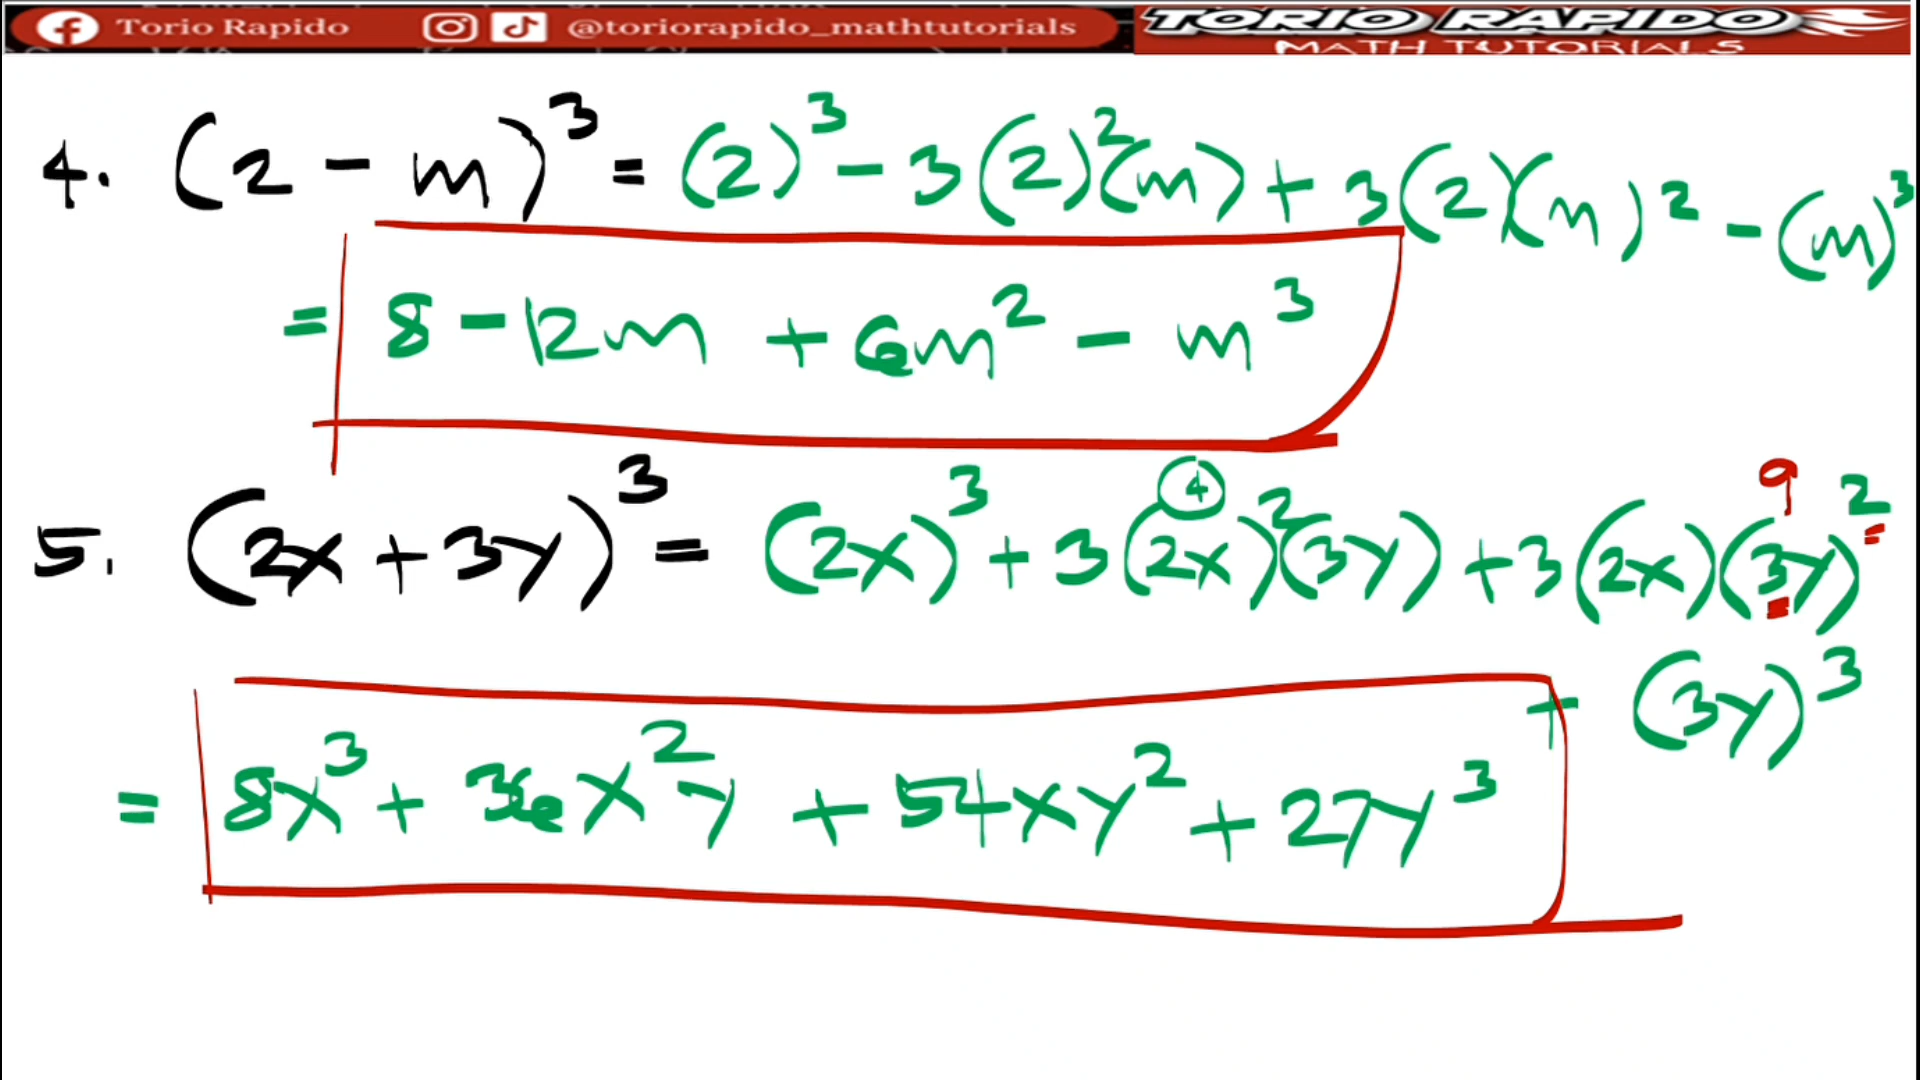 Torio Rapido @toriorapido_mathtutorials TORIO RAPIDO
MATH TUTORIALS
4. (2 - m)³ = (2)³ - 3(2)²(m) + 3(2)(m)² - (m)³
= 8 - 12m + 6m² - m³
4 9
5. (2x + 3y)³ = (2x)³ + 3(2x)²(3y) + 3(2x)(3y)²
+ (3y)³
= 8x³ + 36x²y + 54xy² + 27y³